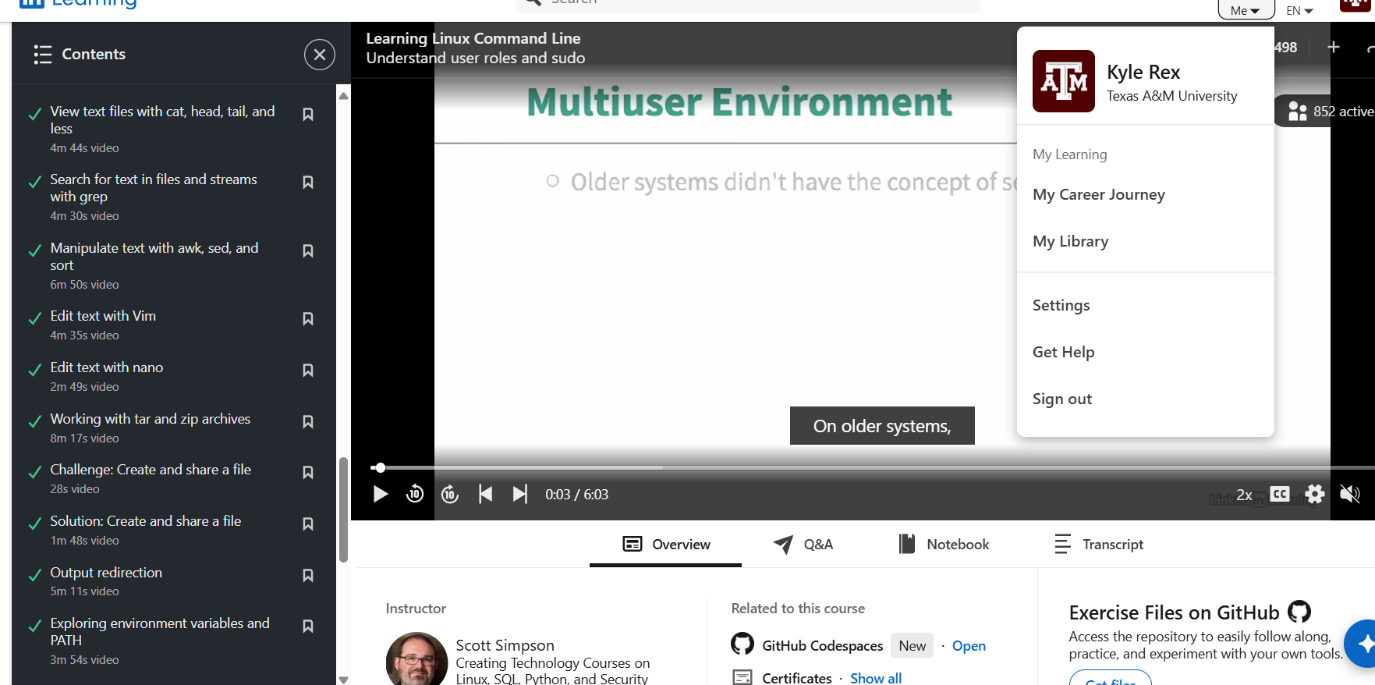 Learning
Search
Me
EN
Contents
View text files with cat, head, tail, and
less
4m 44s video
Search for text in files and streams
with grep
4m 30s video
Manipulate text with awk, sed, and
sort
6m 50s video
Edit text with Vim
4m 35s video
Edit text with nano
2m 49s video
Working with tar and zip archives
8m 17s video
Challenge: Create and share a file
28s video
Solution: Create and share a file
1m 48s video
Output redirection
5m 11s video
Exploring environment variables and
PATH
3m 54s video
Learning Linux Command Line
Understand user roles and sudo
498
852 active
Multiuser Environment
Older systems didn't have the concept of
On older systems,
ATM
Kyle Rex
Texas A&M University
My Learning
My Career Journey
My Library
Settings
Get Help
Sign out
10
10
0:03 / 6:03
2x
CC
Overview
Q&A
Notebook
Transcript
Instructor
Scott Simpson
Creating Technology Courses on
Linux, SQL, Python, and Security
Related to this course
GitHub Codespaces New · Open
Certificates · Show all
Exercise Files on GitHub
Access the repository to easily follow along,
practice, and experiment with your own tools.
Get files